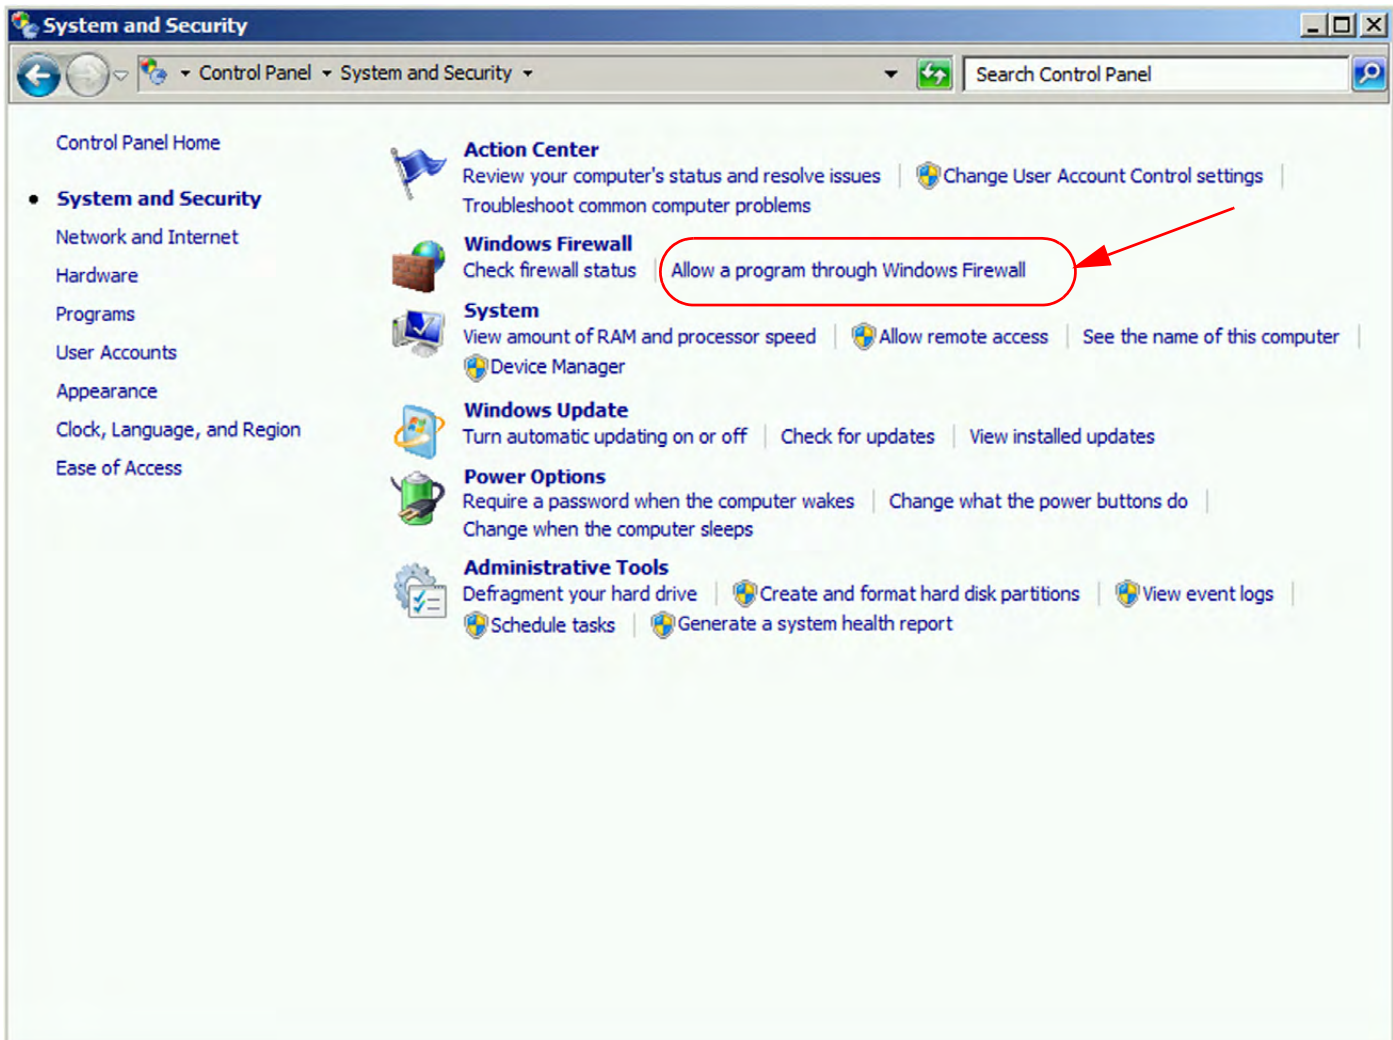 System and Security
Control Panel System and Security
Search Control Panel
Control Panel Home
System and Security
Network and Internet
Hardware
Programs
User Accounts
Appearance
Clock, Language, and Region
Ease of Access
Action Center
Review your computer's status and resolve issues Change User Account Control settings
Troubleshoot common computer problems
Windows Firewall
Check firewall status Allow a program through Windows Firewall
System
View amount of RAM and processor speed Allow remote access See the name of this computer
Device Manager
Windows Update
Turn automatic updating on or off Check for updates View installed updates
Power Options
Require a password when the computer wakes Change what the power buttons do
Change when the computer sleeps
Administrative Tools
Defragment your hard drive Create and format hard disk partitions View event logs
Schedule tasks Generate a system health report